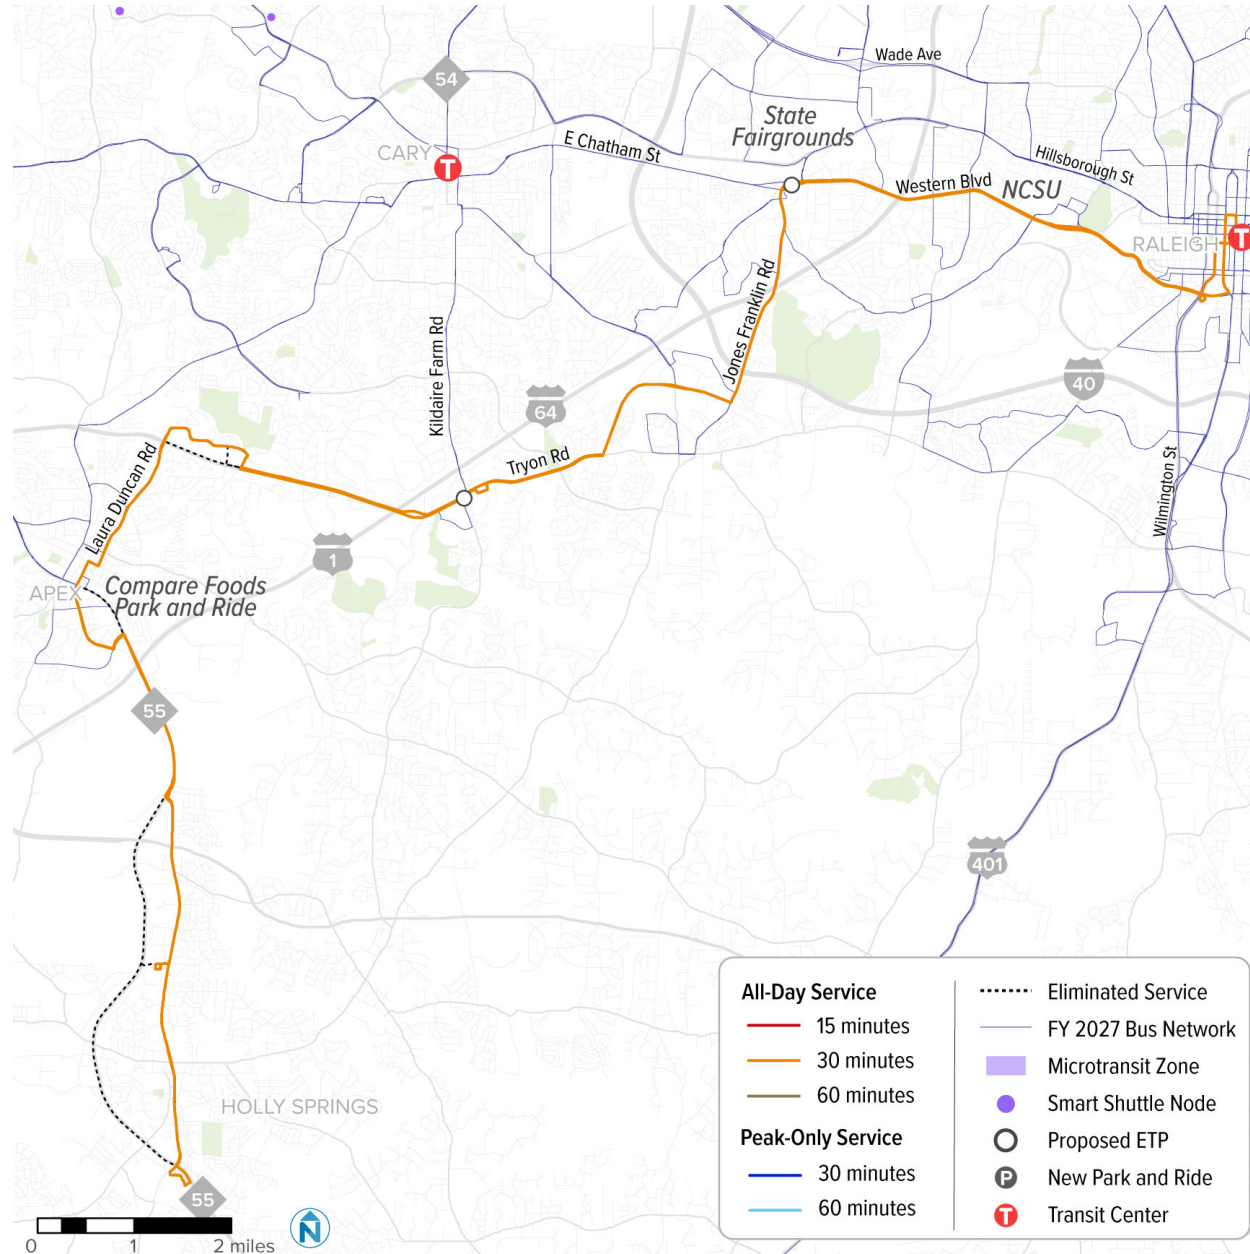 Wade Ave
54
State
Fairgrounds
E Chatham St
CARY
T
Hillsborough St
Western Blvd
NCSU
RALEIGH
T
Jones Franklin Rd
Kildaire Farm Rd
40
64
Tryon Rd
Laura Duncan Rd
Wilmington St
1
Compare Foods
Park and Ride
APEX
55
401
HOLLY SPRINGS
55
0 1 2 miles
N
All-Day Service
15 minutes
30 minutes
60 minutes
Peak-Only Service
30 minutes
60 minutes
Eliminated Service
FY 2027 Bus Network
Microtransit Zone
Smart Shuttle Node
Proposed ETP
P New Park and Ride
T Transit Center